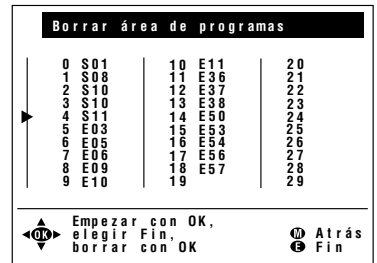 Borrar área de programas
0 S01 10 E11 20
1 S08 11 E36 21
2 S10 12 E37 22
3 S10 13 E38 23
4 S11 14 E50 24
5 E03 15 E53 25
6 E05 16 E54 26
7 E06 17 E56 27
8 E09 18 E57 28
9 E10 19 29
Empezar con OK,
OK elegir Fin, M Atrás
borrar con OK E Fin